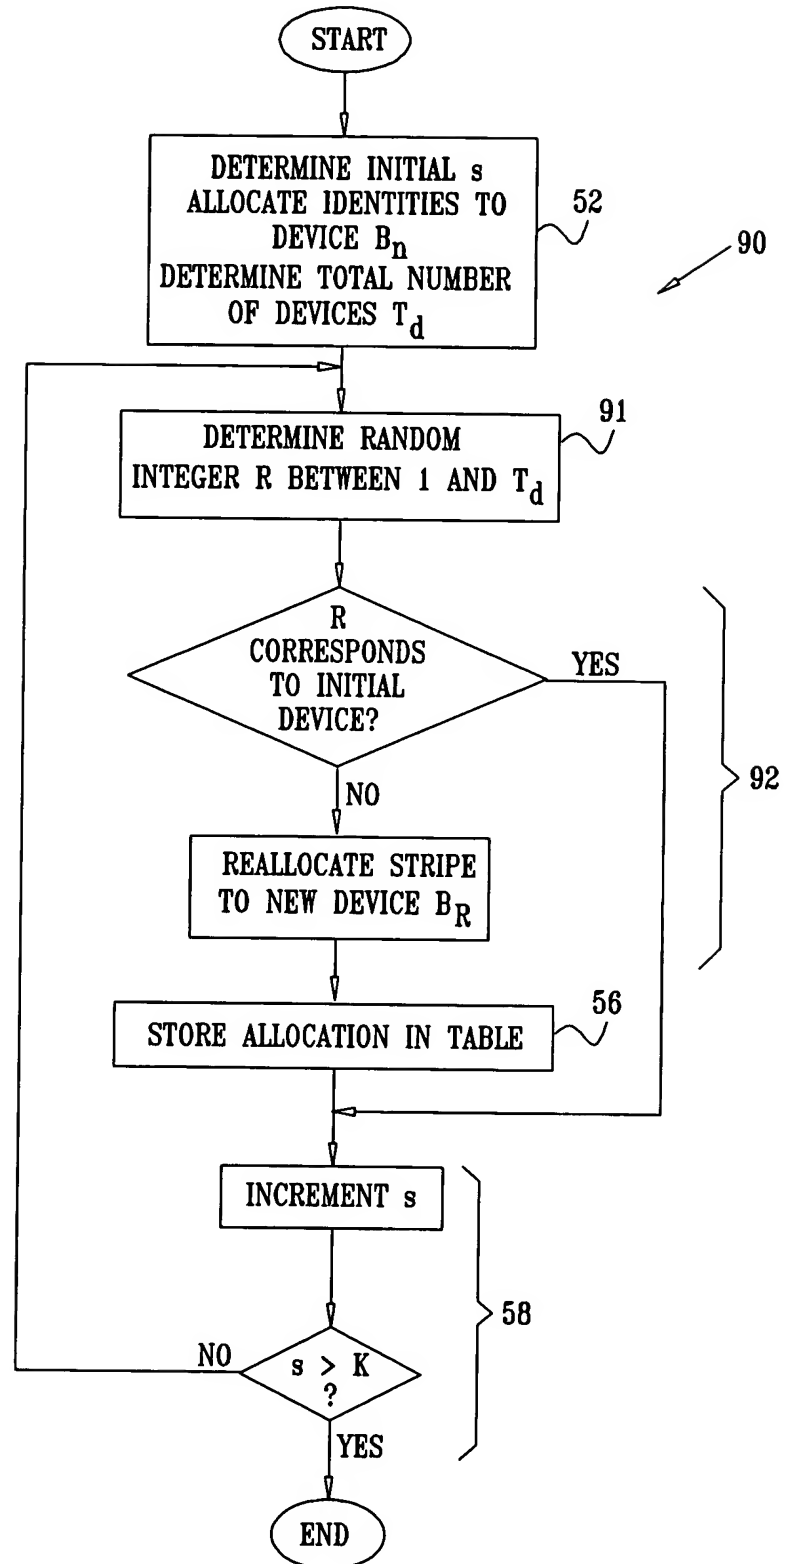 START
DETERMINE INITIAL s
ALLOCATE IDENTITIES TO
DEVICE Bn
DETERMINE TOTAL NUMBER
OF DEVICES Td
52
90
DETERMINE RANDOM
INTEGER R BETWEEN 1 AND Td
91
R
CORRESPONDS
TO INITIAL
DEVICE?
YES
NO
92
REALLOCATE STRIPE
TO NEW DEVICE BR
STORE ALLOCATION IN TABLE
56
INCREMENT s
58
s > K
?
NO
YES
END